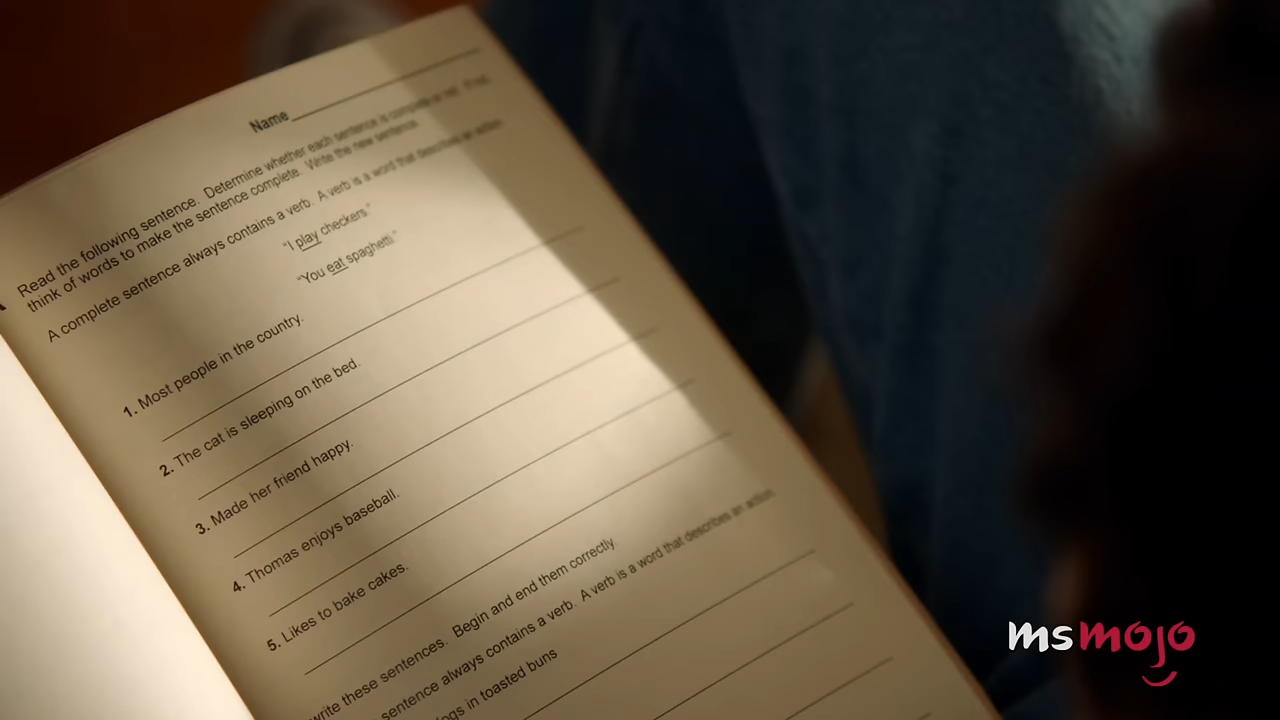 Name
Read the following sentence. Determine whether each sentence is complete or not. If not,
think of words to make the sentence complete. Write the new sentence.
A complete sentence always contains a verb. A verb is a word that describes an action.
“I play checkers.”
“You eat spaghetti.”
1. Most people in the country.
2. The cat is sleeping on the bed.
3. Made her friend happy.
4. Thomas enjoys baseball.
5. Likes to bake cakes.
write these sentences. Begin and end them correctly.
sentence always contains a verb. A verb is a word that describes an action
in toasted buns
msmojo